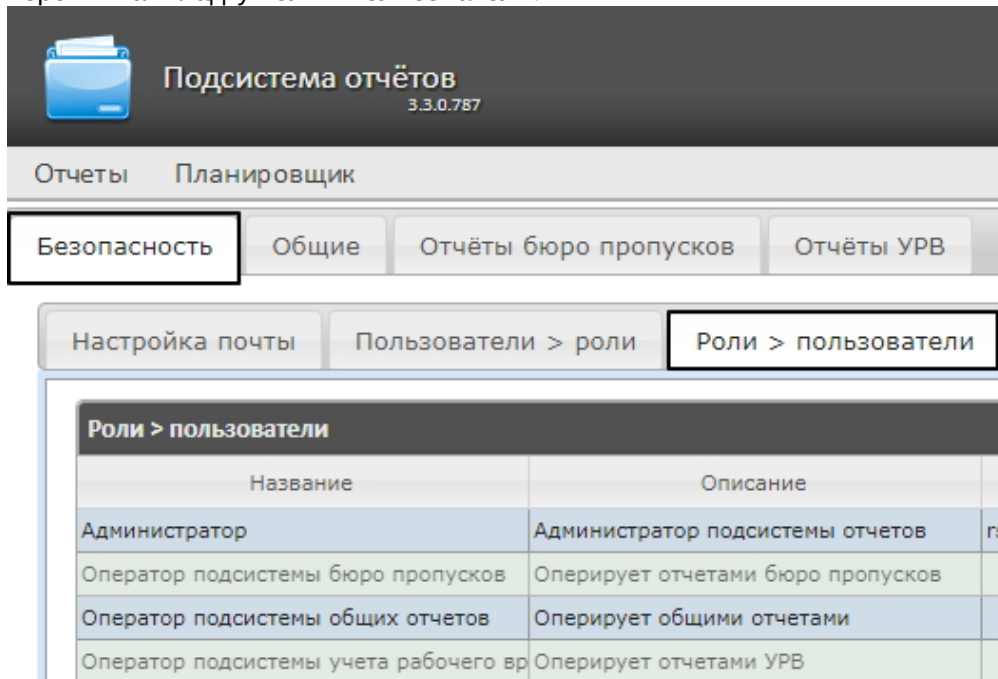 Подсистема отчётов
3.3.0.787
Отчеты Планировщик
Безопасность Общие Отчёты бюро пропусков Отчёты УРВ
Настройка почты Пользователи > роли Роли > пользователи
Роли > пользователи
Название Описание
Администратор Администратор подсистемы отчетов
Оператор подсистемы бюро пропусков Оперирует отчетами бюро пропусков
Оператор подсистемы общих отчетов Оперирует общими отчетами
Оператор подсистемы учета рабочего вр Оперирует отчетами УРВ